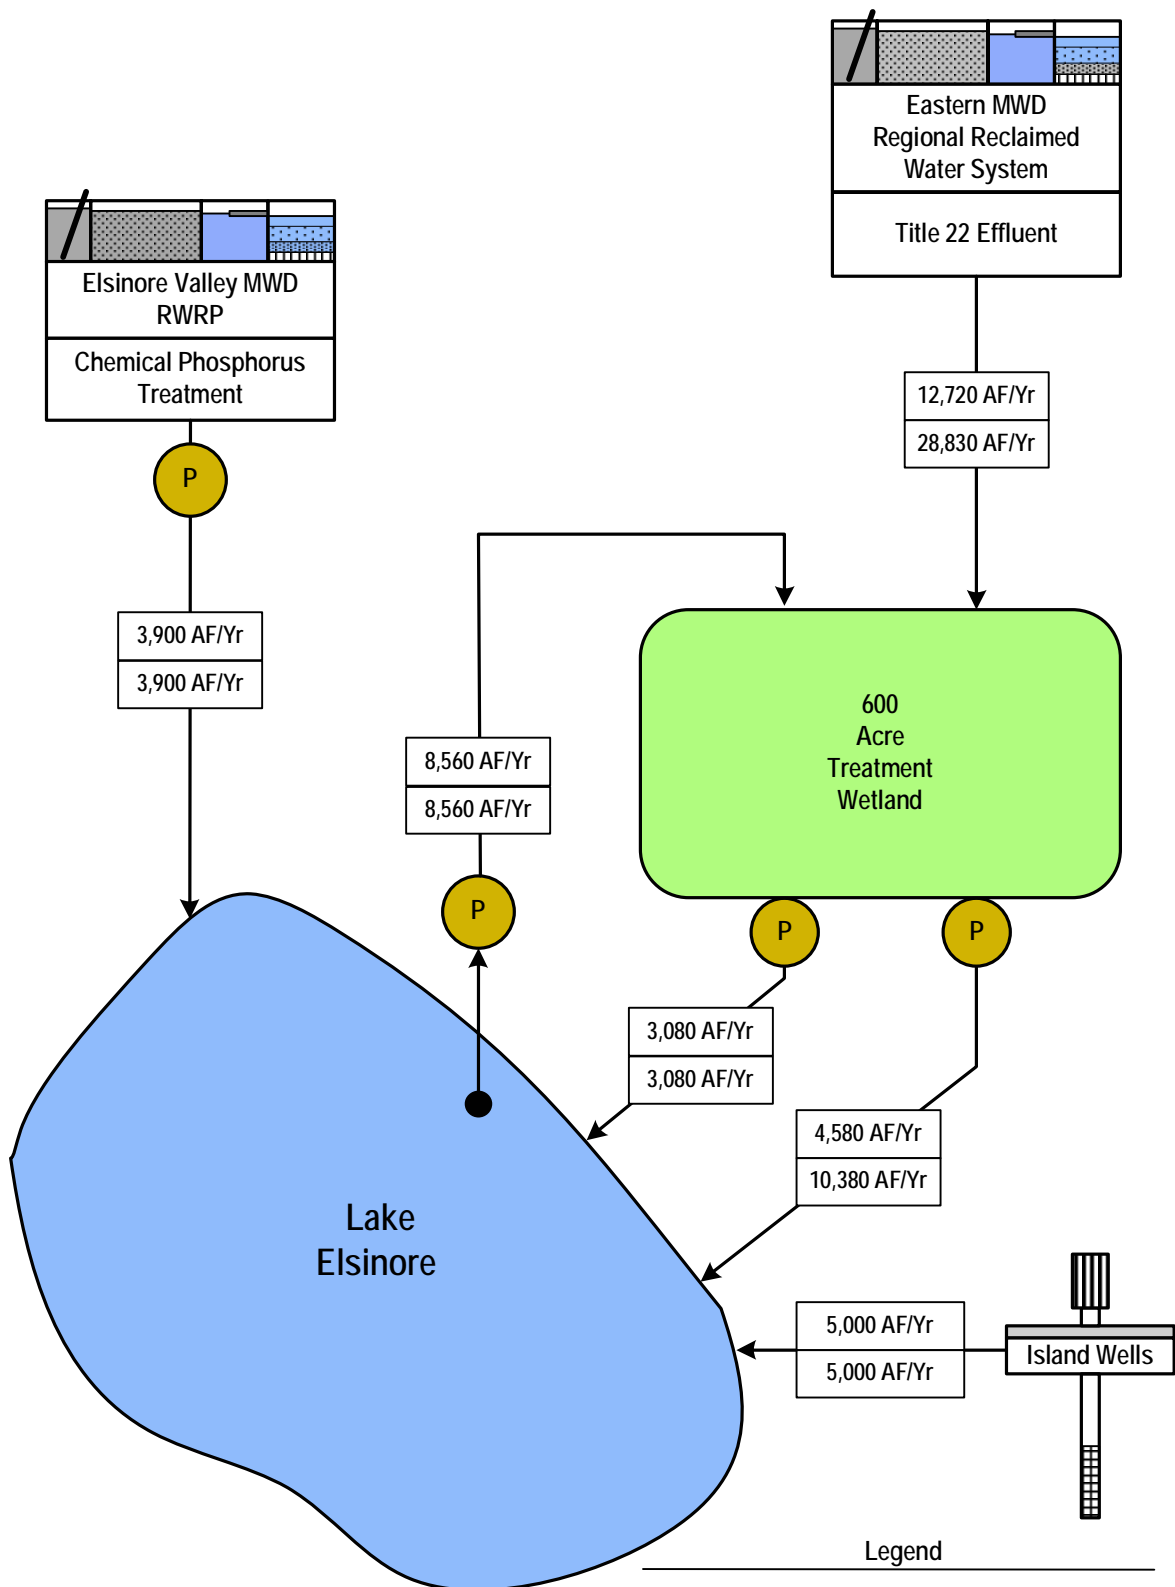 Eastern MWD
Regional Reclaimed
Water System
Title 22 Effluent
Elsinore Valley MWD
RWRP
Chemical Phosphorus
Treatment
12,720 AF/Yr
28,830 AF/Yr
P
3,900 AF/Yr
3,900 AF/Yr
8,560 AF/Yr
8,560 AF/Yr
600
Acre
Treatment
Wetland
P
P
P
3,080 AF/Yr
3,080 AF/Yr
4,580 AF/Yr
10,380 AF/Yr
Lake
Elsinore
5,000 AF/Yr
5,000 AF/Yr
Island Wells
Legend